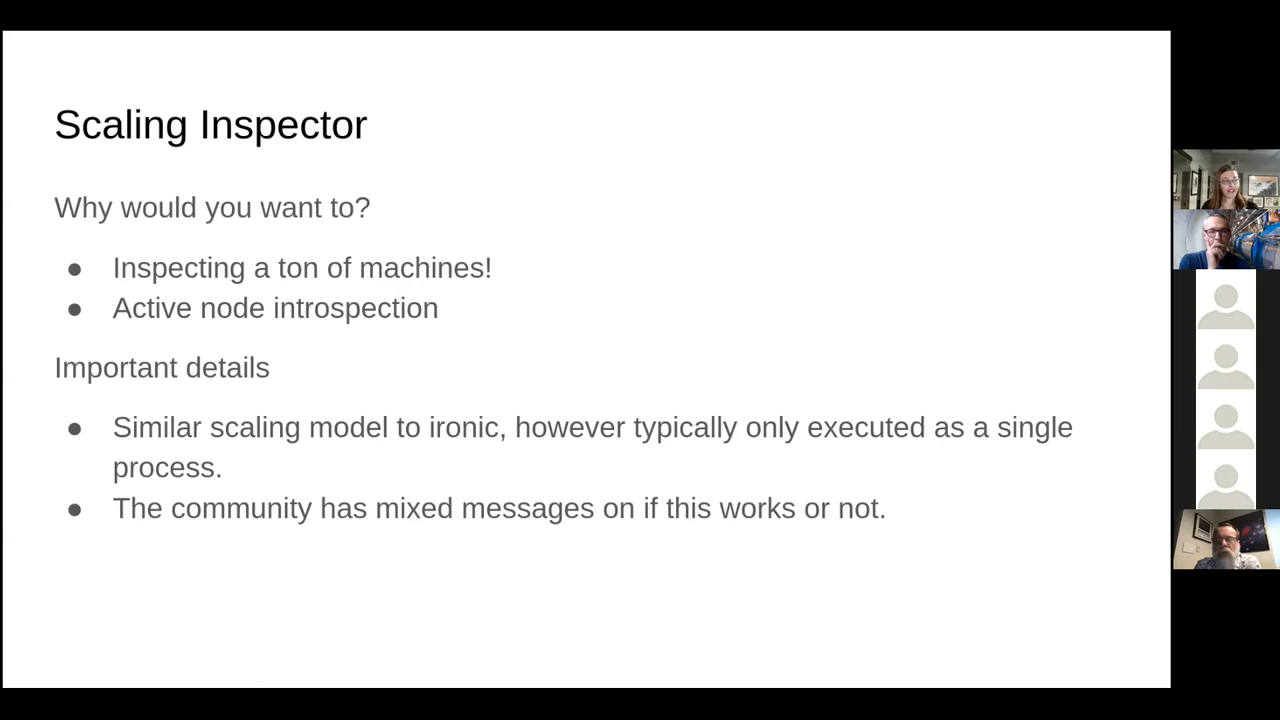 Scaling Inspector
Why would you want to?
● Inspecting a ton of machines!
● Active node introspection
Important details
● Similar scaling model to ironic, however typically only executed as a single
process.
● The community has mixed messages on if this works or not.